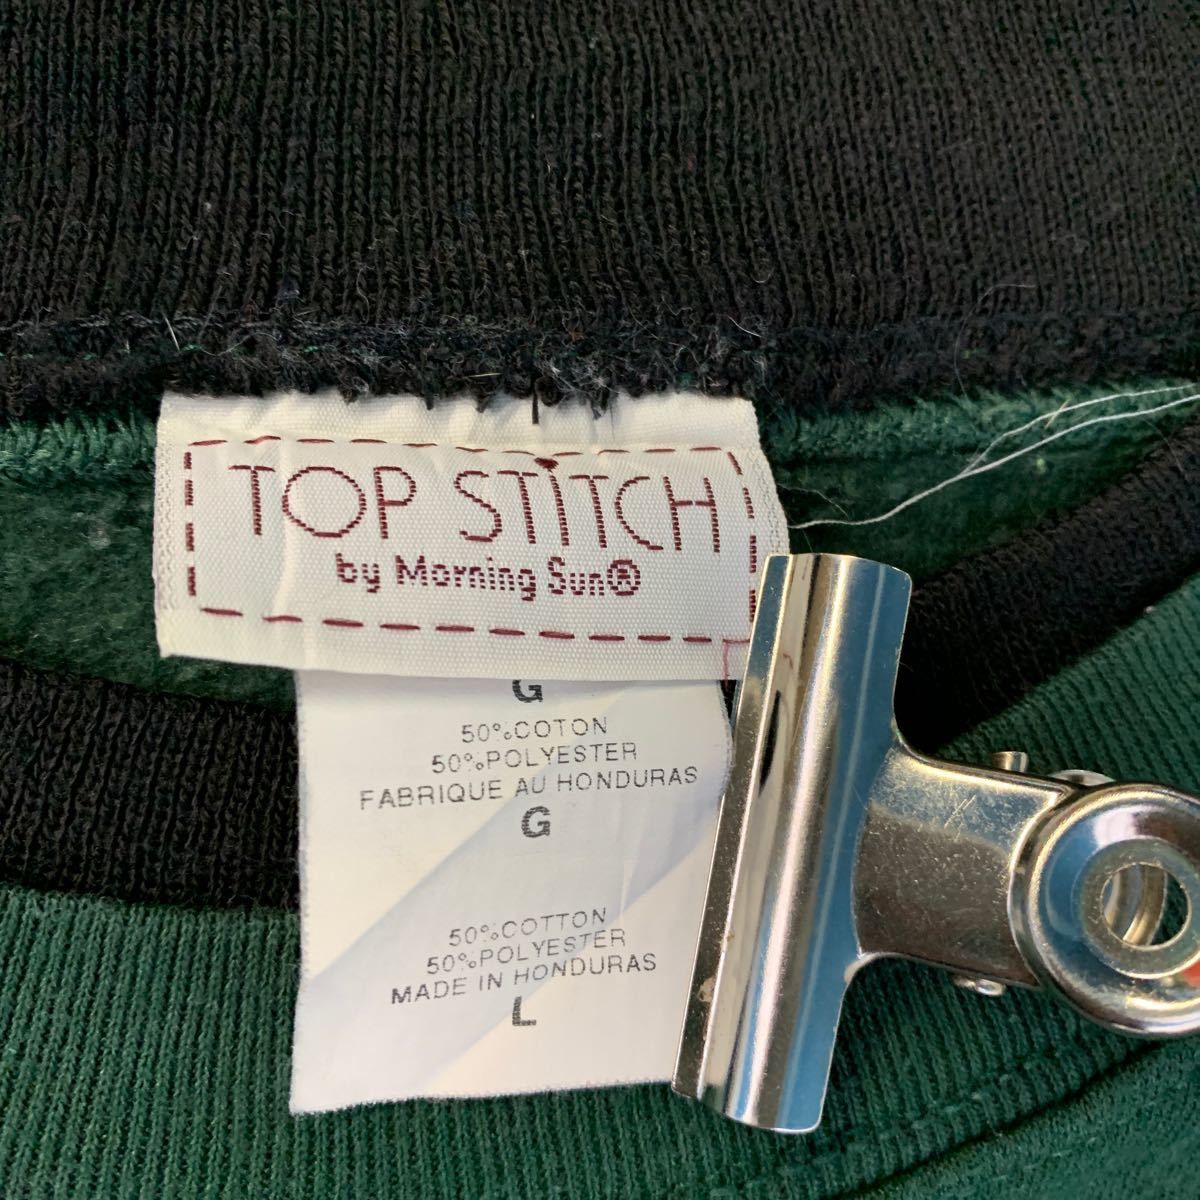 TOP STITCH
by Morning Sun®
G
50%COTON
50%POLYESTER
FABRIQUE AU HONDURAS
G
50%COTTON
50%POLYESTER
MADE IN HONDURAS
L